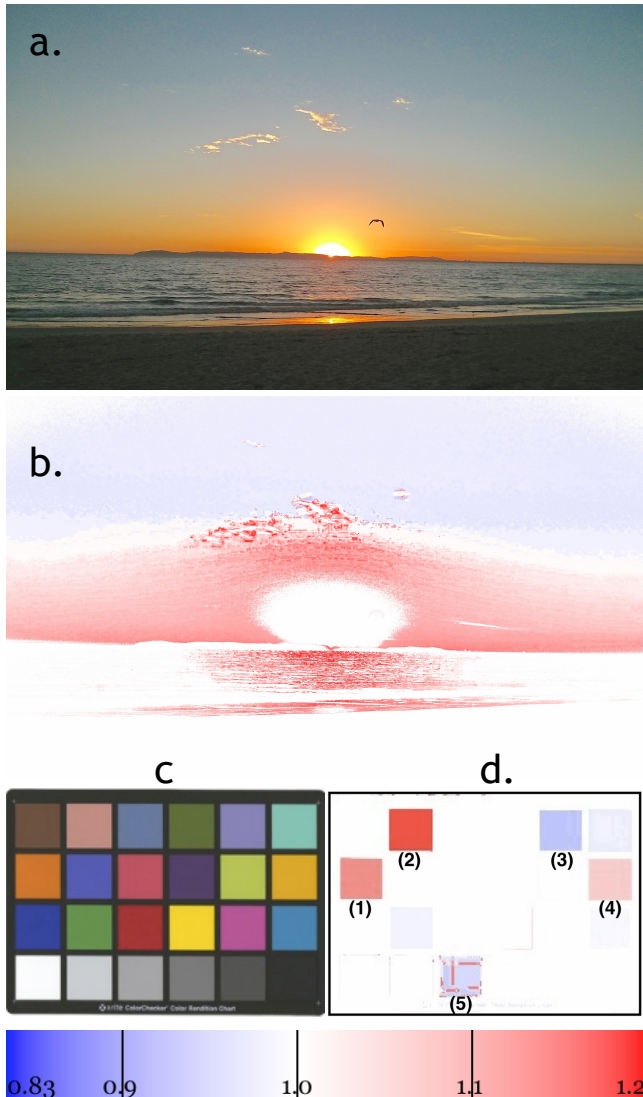 a.
b.
c
d.
(2)
(3)
(1)
(4)
(5)
x-rite ColorChecker® Color Rendition Chart
0.83
0.9
1.0
1.1
1.2